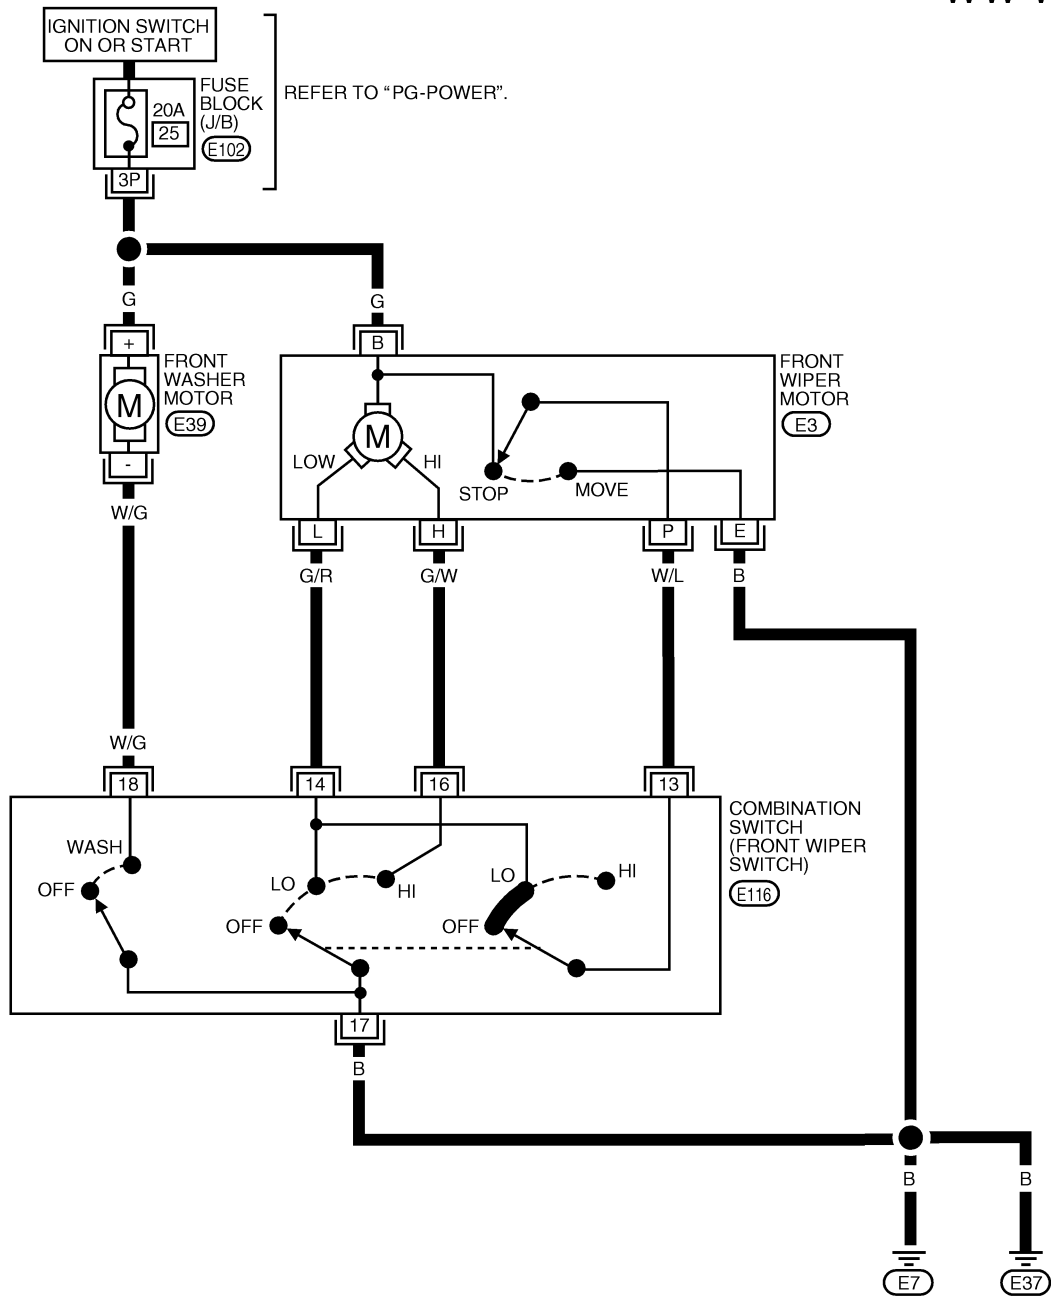 IGNITION SWITCH
ON OR START
FUSE
BLOCK
(J/B)
E102
20A
25
3P
REFER TO “PG-POWER”.
G
G
+
M
-
FRONT
WASHER
MOTOR
E39
B
M
LOW
HI
STOP
MOVE
FRONT
WIPER
MOTOR
E3
L
H
P
E
W/G
G/R
G/W
W/L
B
W/G
18
14
16
13
COMBINATION
SWITCH
(FRONT WIPER
SWITCH)
E116
WASH
OFF
LO
HI
OFF
LO
HI
OFF
17
B
B
B
E7
E37